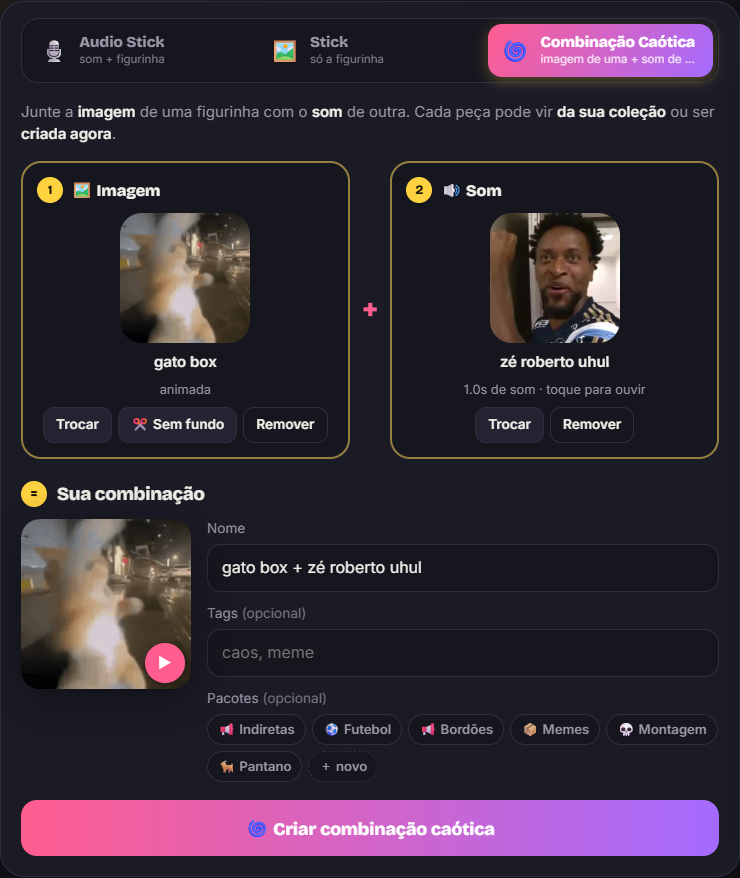 Audio Stick
som + figurinha
Stick
só a figurinha
Combinação Caótica
imagem de uma + som de ...
Junte a imagem de uma figurinha com o som de outra. Cada peça pode vir da sua coleção ou ser
criada agora.
1 Imagem
gato box
animada
Trocar Sem fundo Remover
+
2 Som
zé roberto uhul
1.0s de som · toque para ouvir
Trocar Remover
= Sua combinação
Nome
gato box + zé roberto uhul
Tags (opcional)
caos, meme
Pacotes (opcional)
Indiretas Futebol Bordões Memes Montagem
Pantano + novo
Criar combinação caótica